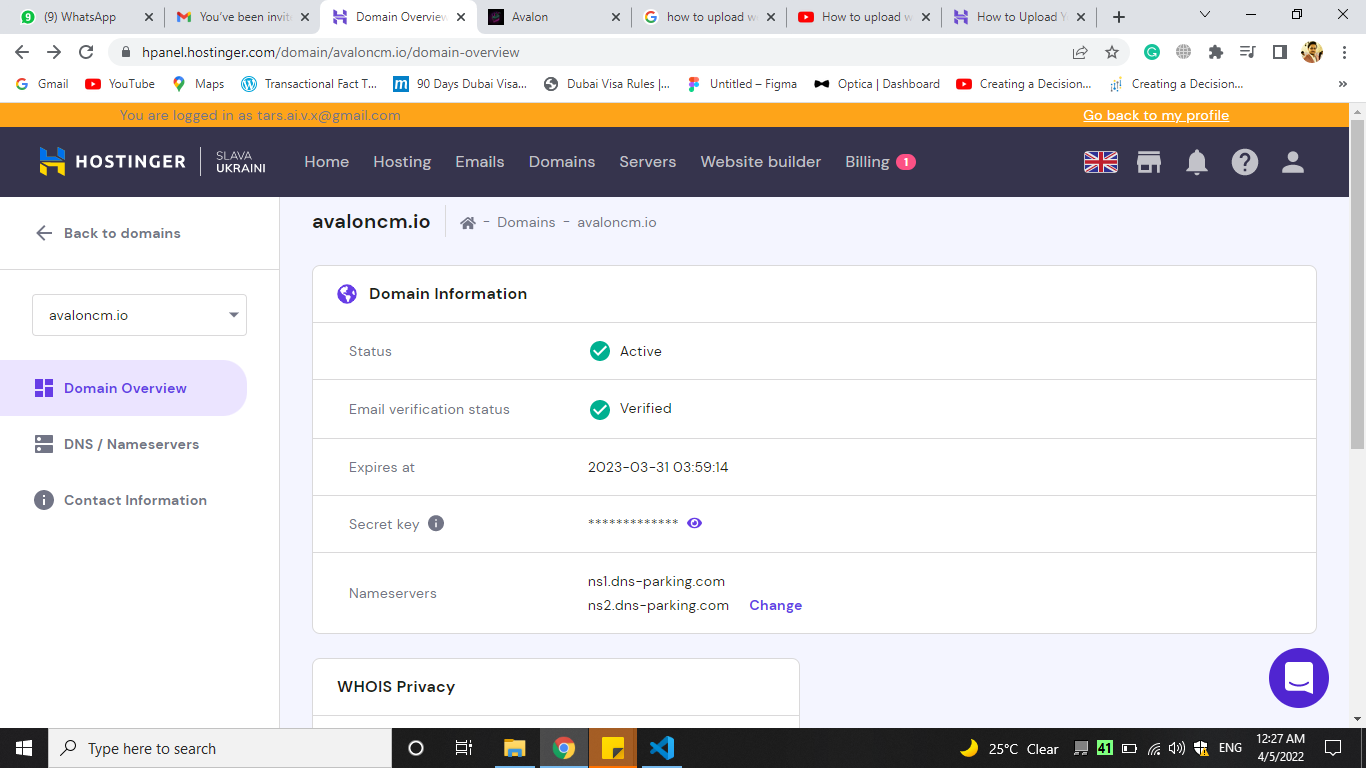 (9) WhatsApp
You've been invit
Domain Overview
Avalon
how to upload w
How to upload w
How to Upload Y
hpanel.hostinger.com/domain/avaloncm.io/domain-overview
Gmail
YouTube
Maps
Transactional Fact T...
90 Days Dubai Visa...
Dubai Visa Rules |...
Untitled – Figma
Optica | Dashboard
Creating a Decision...
Creating a Decision...
You are logged in as tars.ai.v.x@gmail.com
Go back to my profile
HOSTINGER
SLAVA
UKRAINI
Home
Hosting
Emails
Domains
Servers
Website builder
Billing 1
Back to domains
avaloncm.io
Domain Overview
DNS / Nameservers
Contact Information
avaloncm.io
- Domains - avaloncm.io
Domain Information
Status
Active
Email verification status
Verified
Expires at
2023-03-31 03:59:14
Secret key
*************
Nameservers
ns1.dns-parking.com
ns2.dns-parking.com
Change
WHOIS Privacy
Type here to search
25°C Clear
41
ENG
12:27 AM
4/5/2022